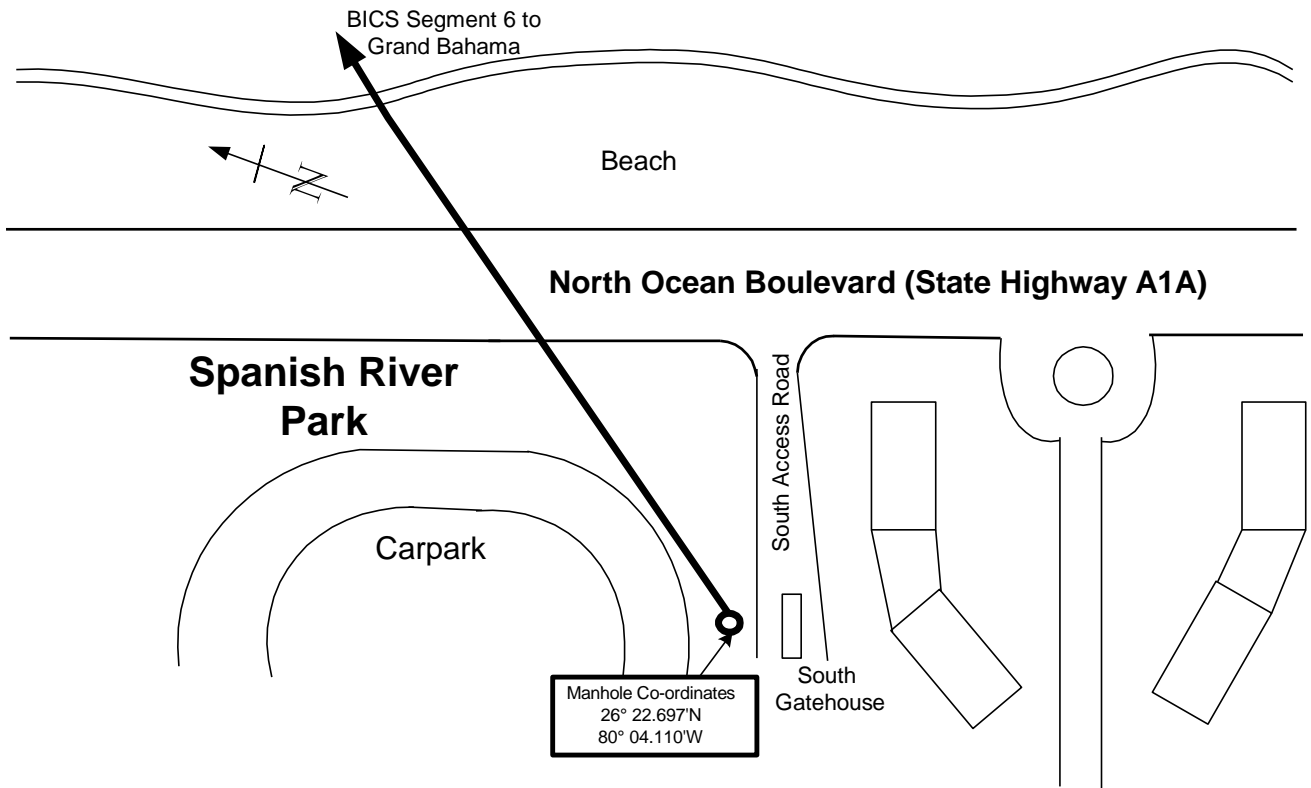 BICS Segment 6 to
Grand Bahama
N
Beach
North Ocean Boulevard (State Highway A1A)
Spanish River
Park
South Access Road
Carpark
Manhole Co-ordinates
26° 22.697'N
80° 04.110'W
South
Gatehouse